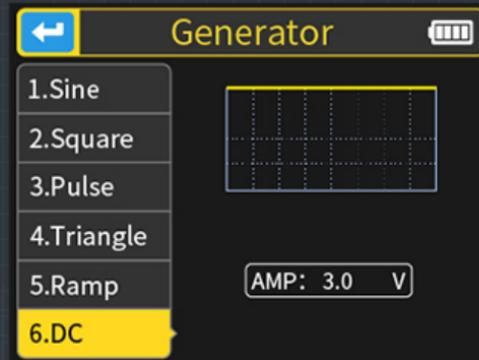 Generator
1.Sine
2.Square
3.Pulse
4.Triangle
5.Ramp
6.DC
AMP: 3.0 V